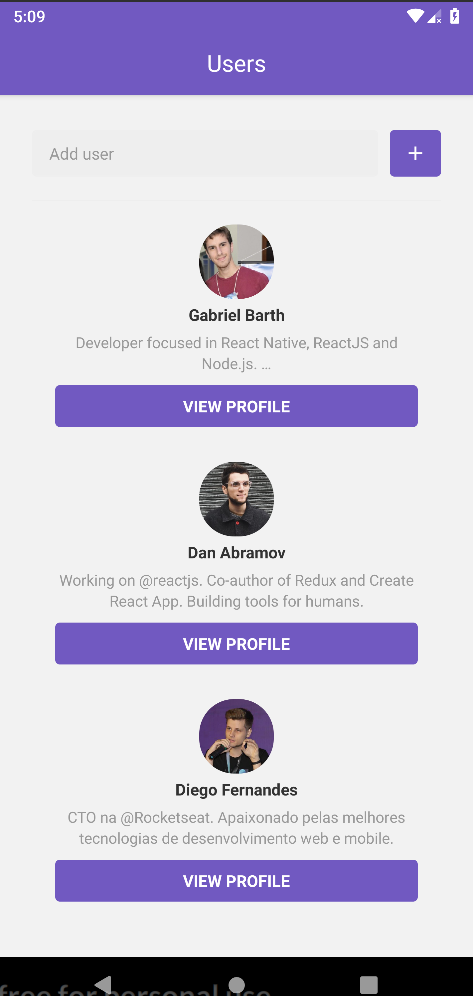 5:09
Users
Add user
+
Gabriel Barth
Developer focused in React Native, ReactJS and
Node.js. ...
VIEW PROFILE
Dan Abramov
Working on @reactjs. Co-author of Redux and Create
React App. Building tools for humans.
VIEW PROFILE
Diego Fernandes
CTO na @Rocketseat. Apaixonado pelas melhores
tecnologias de desenvolvimento web e mobile.
VIEW PROFILE
free for personal use